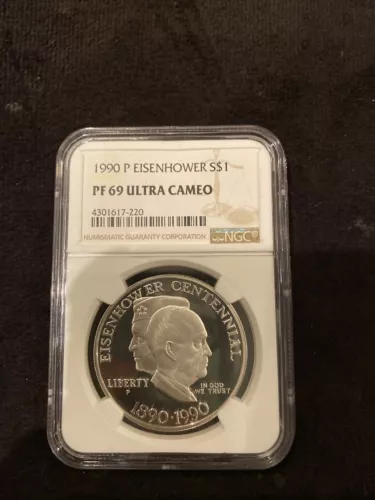 1990 P EISENHOWER S$1
PF 69 ULTRA CAMEO
4301617-220
NUMISMATIC GUARANTY CORPORATION
NGC
EISENHOWER CENTENNIAL
LIBERTY
P
IN GOD
WE TRUST
1890·1990